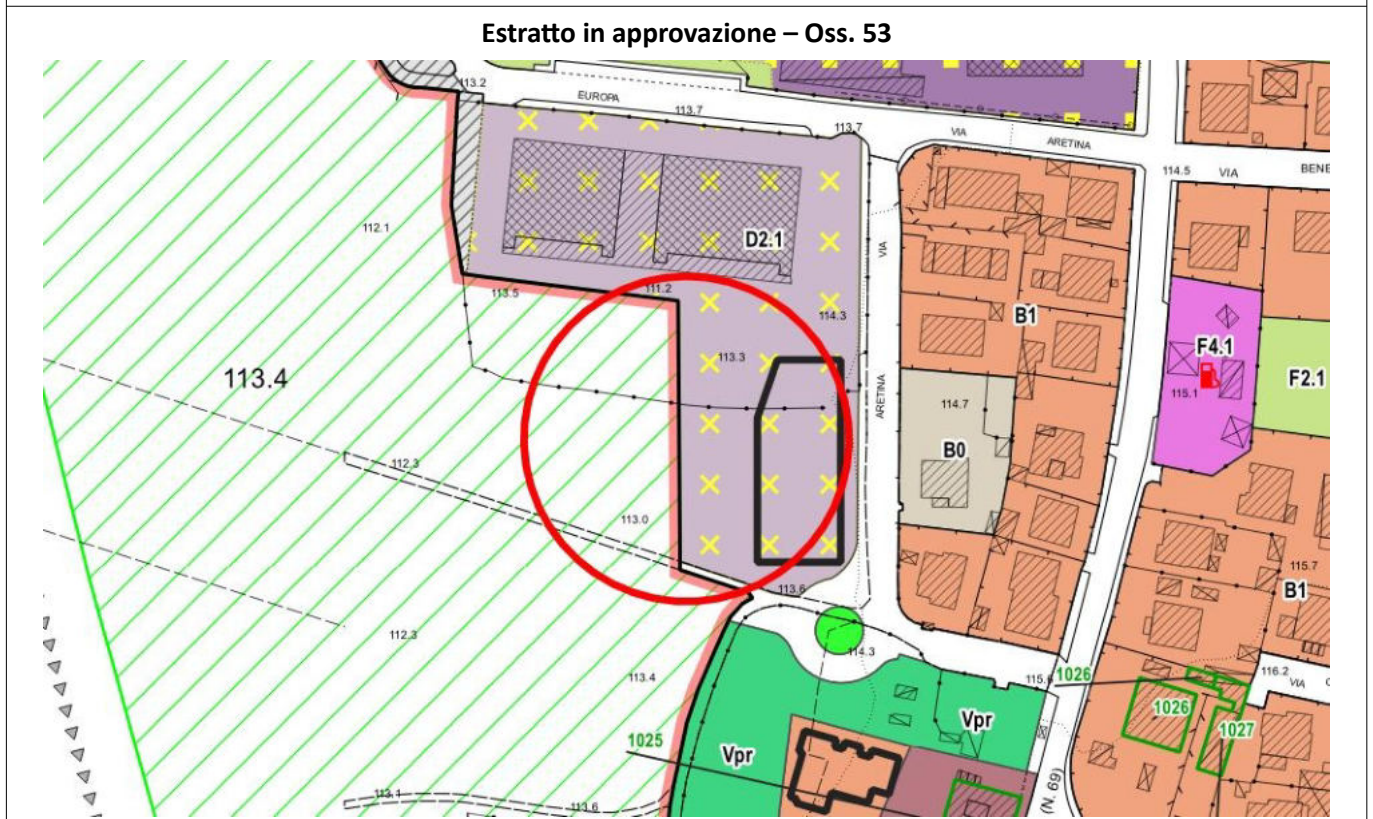 Estratto in approvazione – Oss. 53
113.2
EUROPA
113.7
113.7
VIA
ARETINA
114.5
VIA
BENE
112.1
D2.1
VIA
113.5
111.2
114.3
B1
F4.1
113.3
113.4
F2.1
115.1
ARETINA
114.7
B0
112.3
113.0
115.7
113.6
B1
112.3
114.3
113.4
115.6
1026
116.2
VIA
Vpr
1026
1025
Vpr
1027
(N. 69)
113.1
113.6